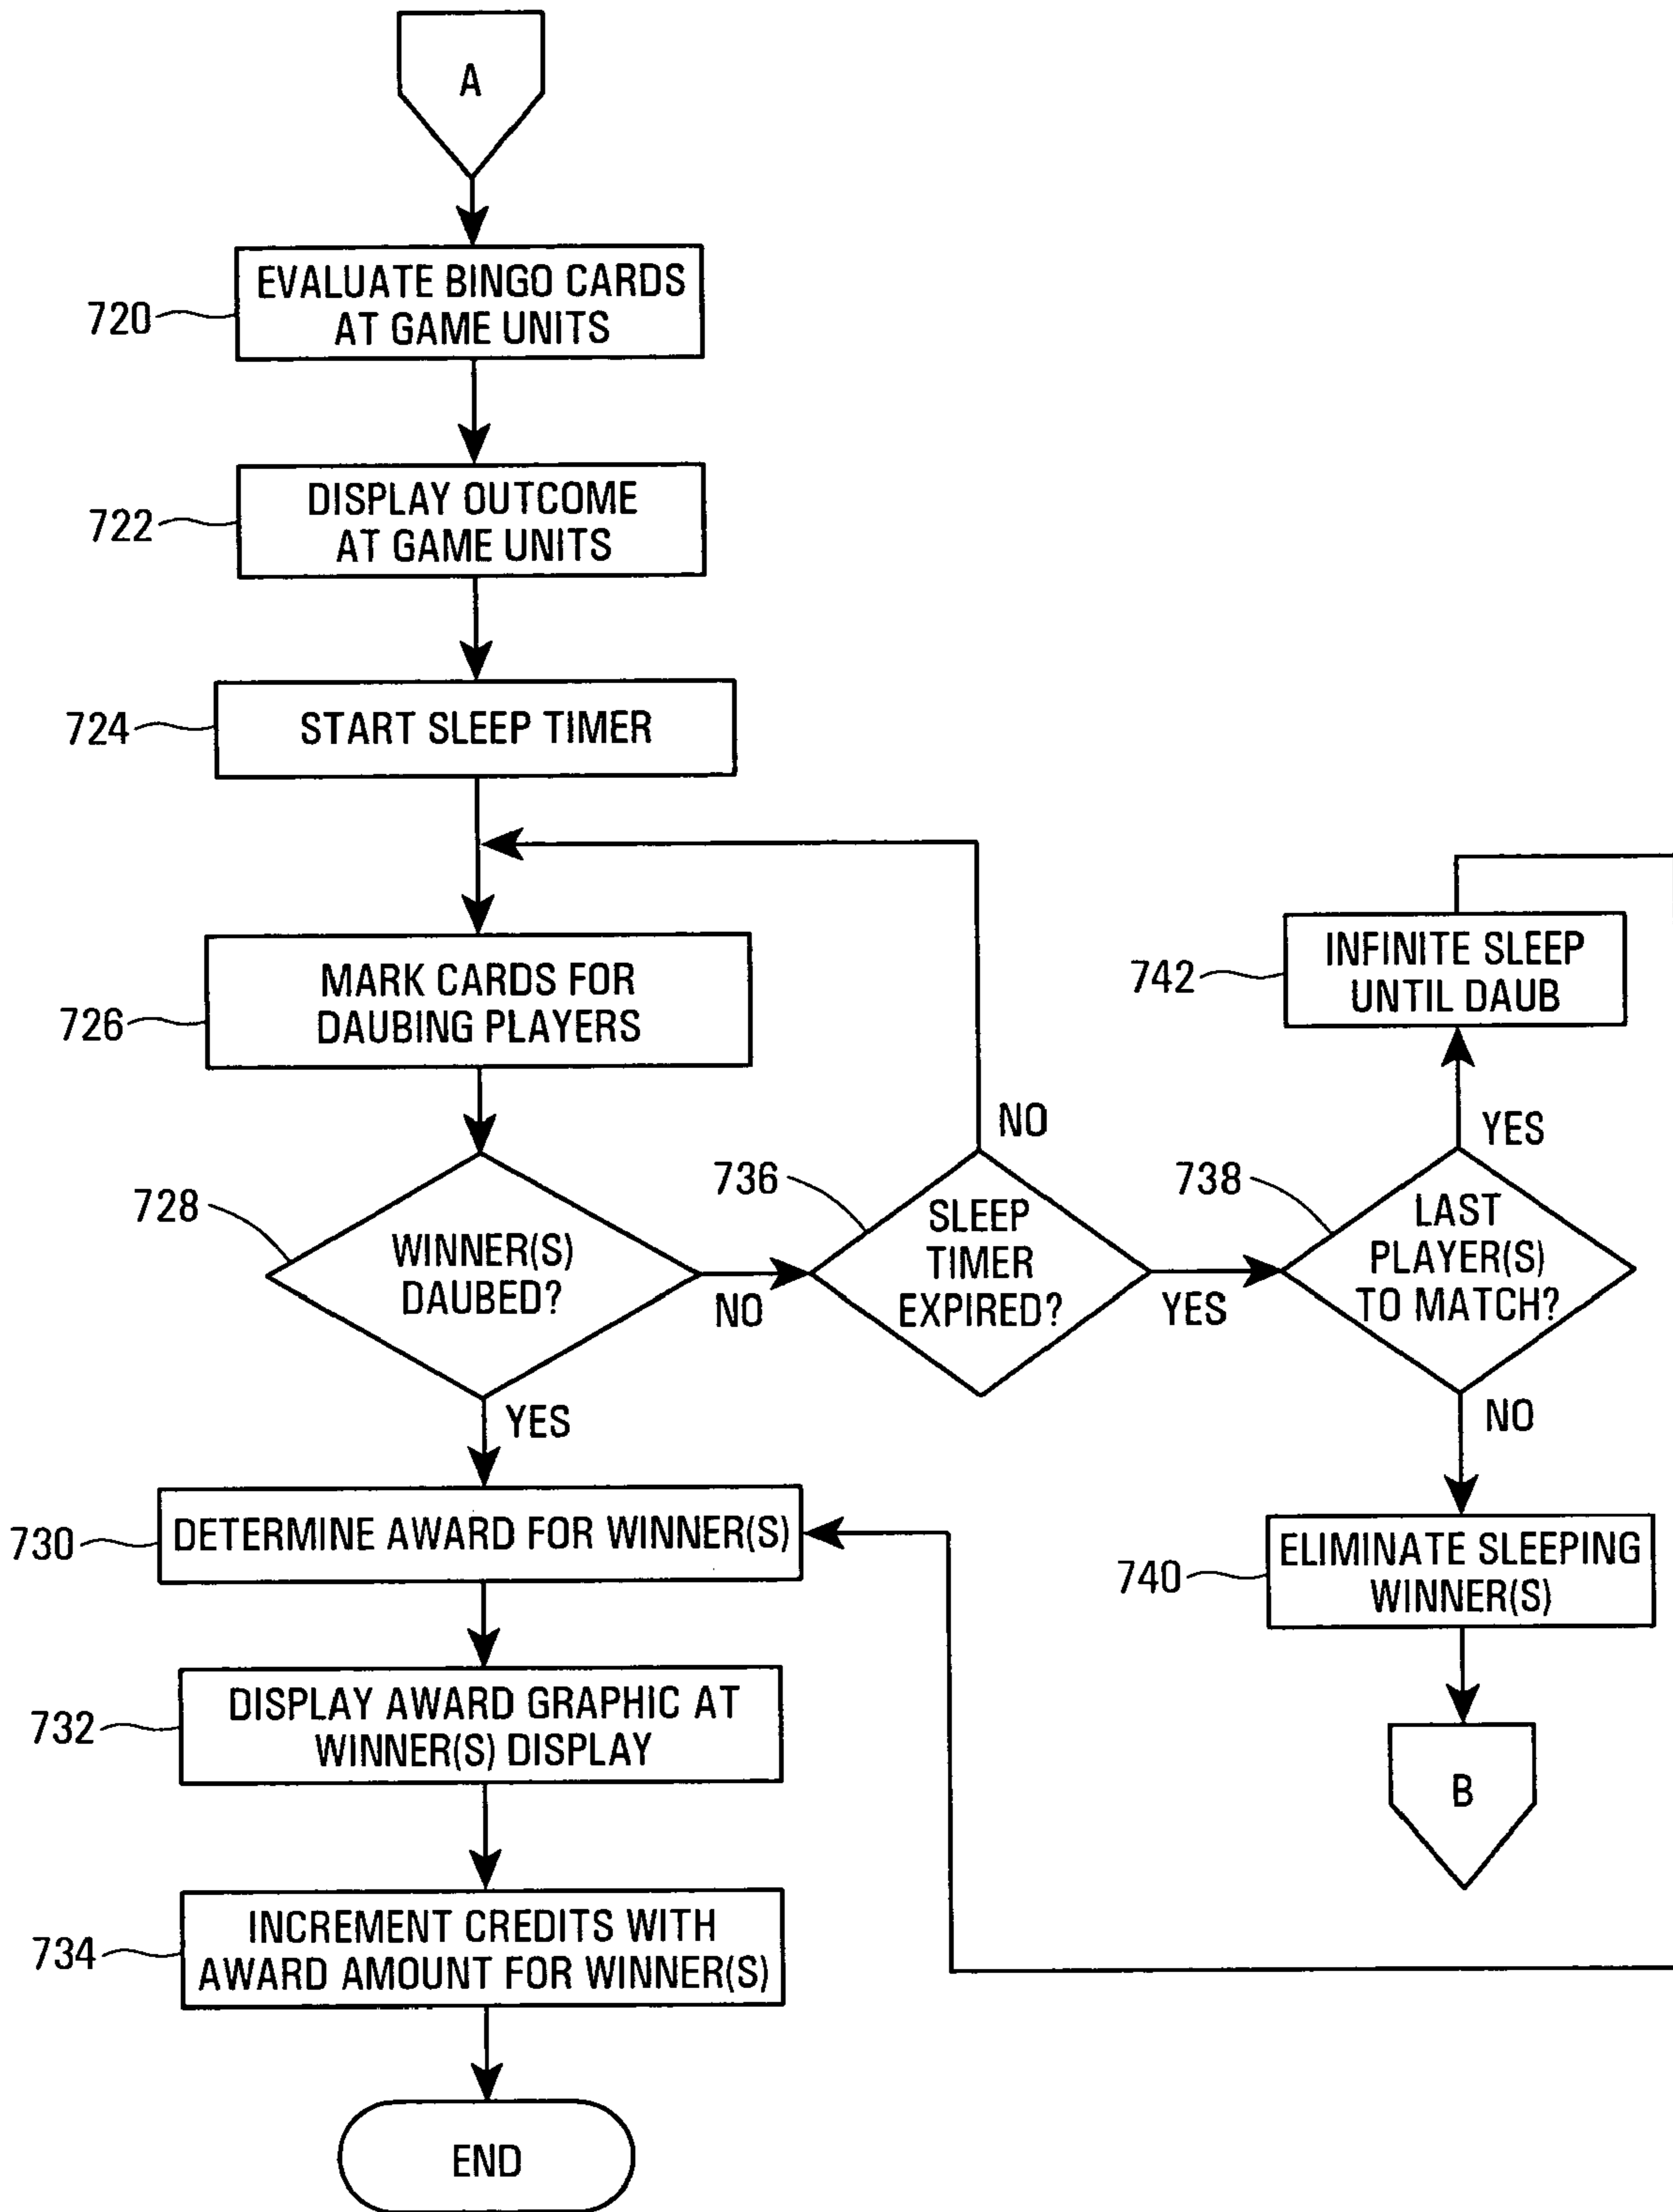 A
720
EVALUATE BINGO CARDS
AT GAME UNITS
722
DISPLAY OUTCOME
AT GAME UNITS
724
START SLEEP TIMER
726
MARK CARDS FOR
DAUBING PLAYERS
742
INFINITE SLEEP
UNTIL DAUB
728
WINNER(S)
DAUBED?
NO
YES
736
SLEEP
TIMER
EXPIRED?
NO
YES
738
LAST
PLAYER(S)
TO MATCH?
YES
NO
730
DETERMINE AWARD FOR WINNER(S)
740
ELIMINATE SLEEPING
WINNER(S)
732
DISPLAY AWARD GRAPHIC AT
WINNER(S) DISPLAY
B
734
INCREMENT CREDITS WITH
AWARD AMOUNT FOR WINNER(S)
END